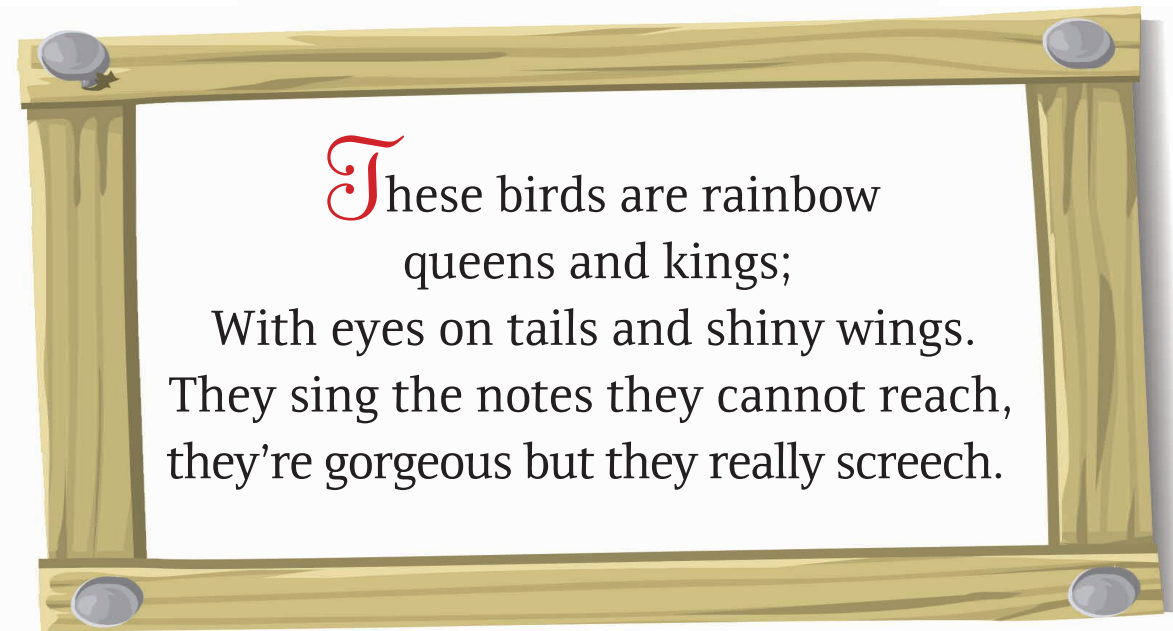 These birds are rainbow
queens and kings;
With eyes on tails and shiny wings.
They sing the notes they cannot reach,
they’re gorgeous but they really screech.